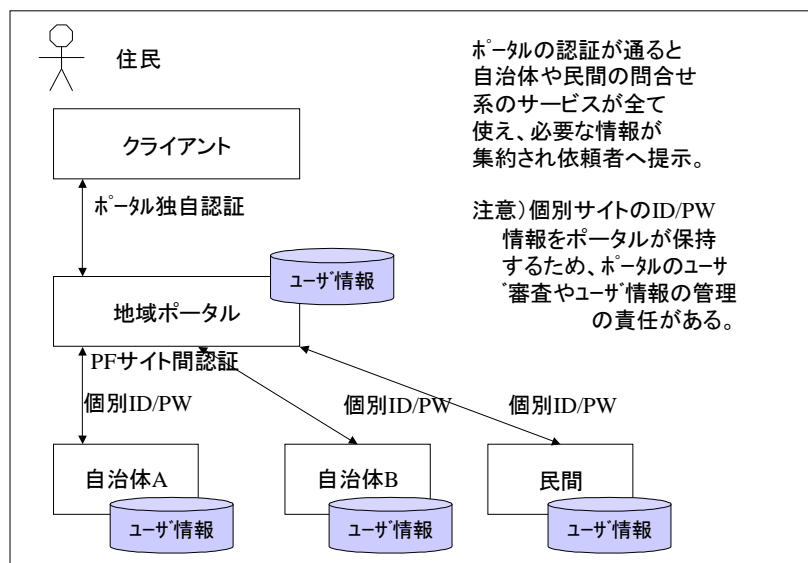 住民
ﾎﾟｰﾀﾙの認証が通ると
自治体や民間の問合せ
系のサービスが全て
使え、必要な情報が
集約され依頼者へ提示。
クライアント
ﾎﾟｰﾀﾙ独自認証
注意）個別サイトのID/PW
情報をポータルが保持
するため、ﾎﾟｰﾀﾙのユーザ
ﾞ審査やﾕｰｻﾞ情報の管理
の責任がある。
ﾕｰｻﾞ情報
地域ポータル
PFサイト間認証
個別ID/PW
個別ID/PW
個別ID/PW
自治体A
自治体B
民間
ﾕｰｻﾞ情報
ﾕｰｻﾞ情報
ﾕｰｻﾞ情報